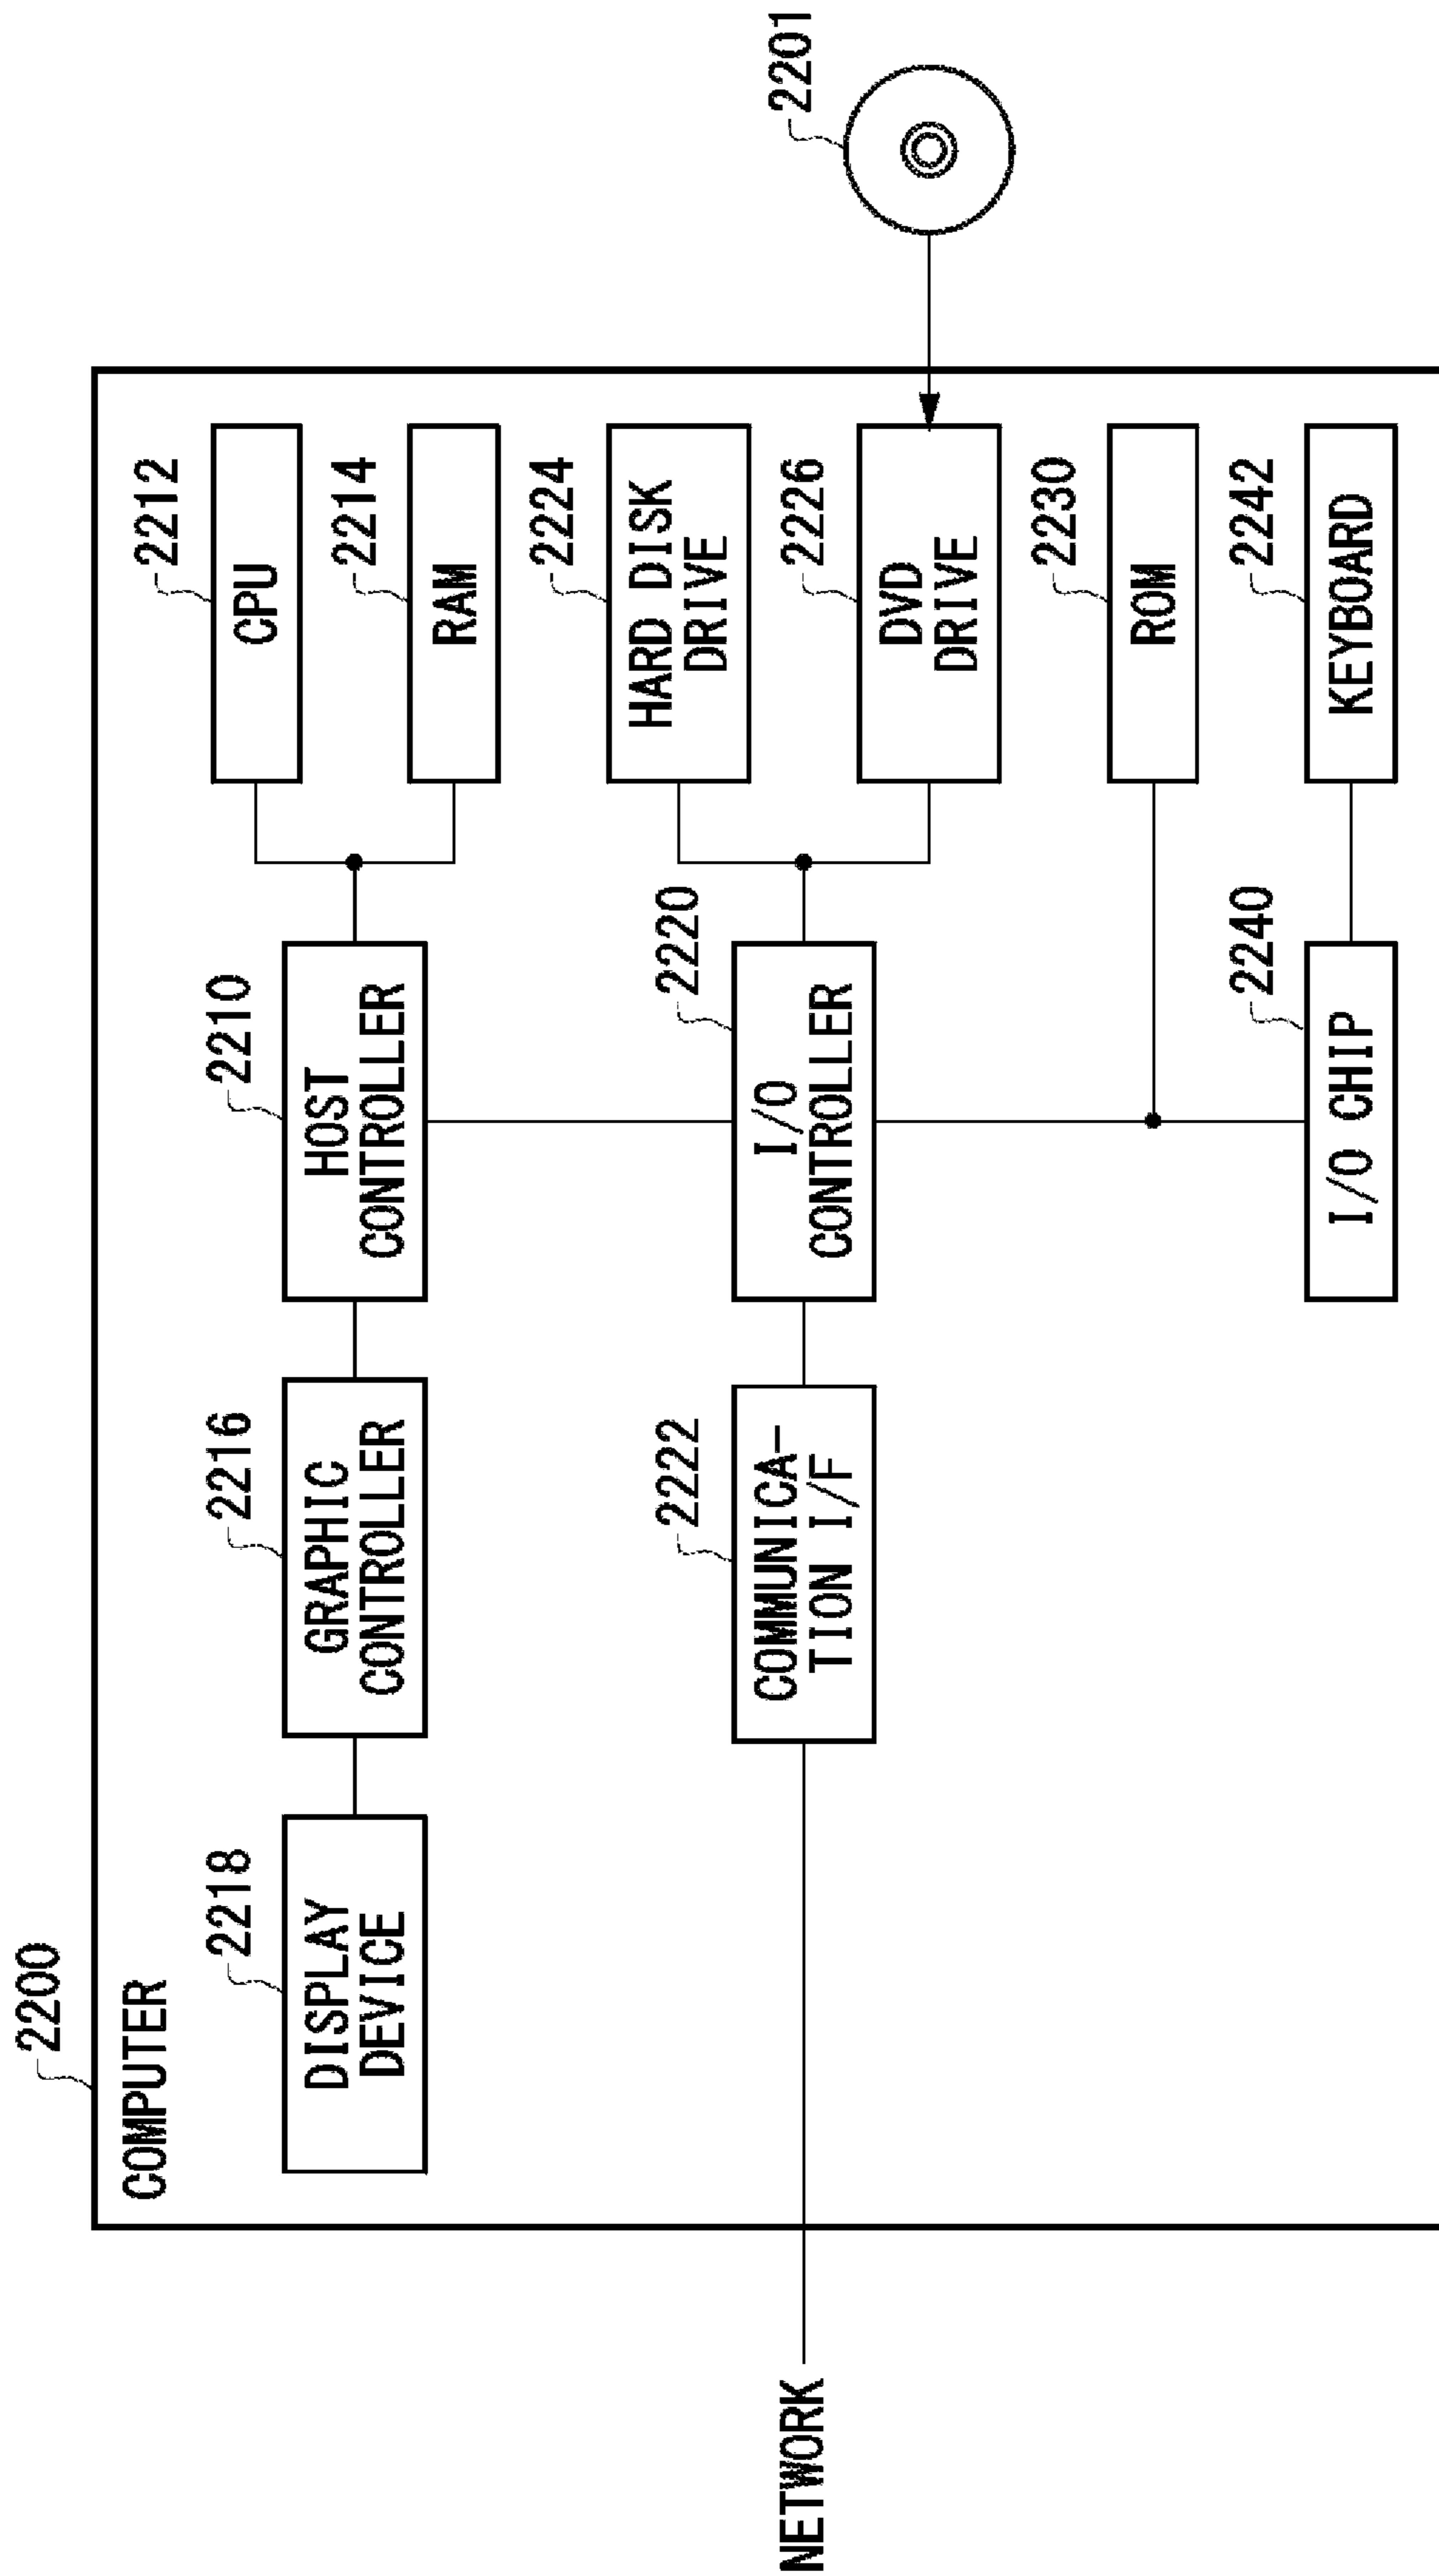 2200
COMPUTER
2218
DISPLAY
DEVICE
2216
GRAPHIC
CONTROLLER
2210
HOST
CONTROLLER
2212
CPU
2214
RAM
NETWORK
2222
COMMUNICA-
TION I/F
2220
I/O
CONTROLLER
2224
HARD DISK
DRIVE
2226
DVD
DRIVE
2201
2230
ROM
2240
I/O CHIP
2242
KEYBOARD